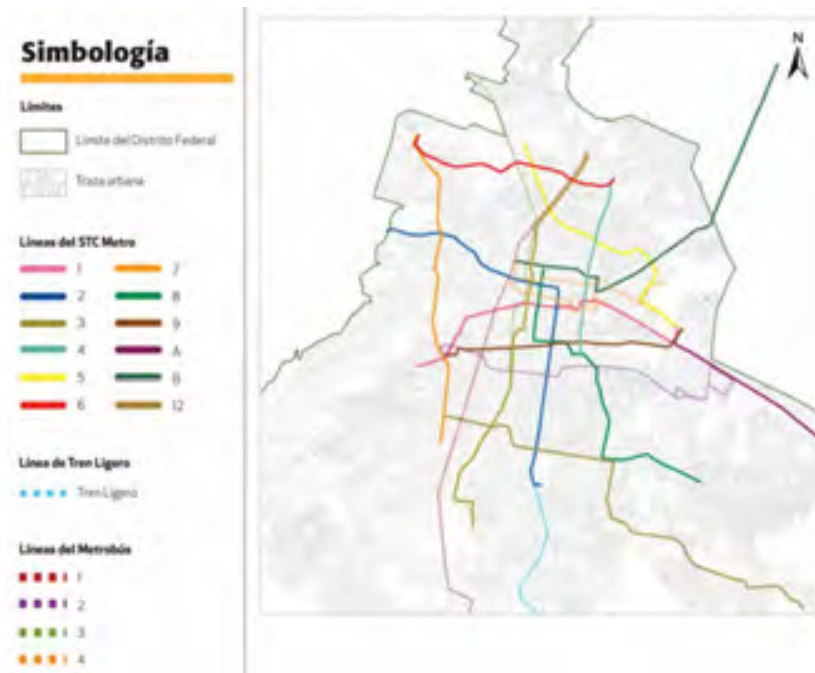 Simbología
Límites
Límite del Distrito Federal
Traza urbana
Líneas del STC Metro
1 7
2 8
3 9
4 A
5 B
6 12
Línea de Tren Ligero
Tren Ligero
Líneas del Metrobús
1
2
3
4
N